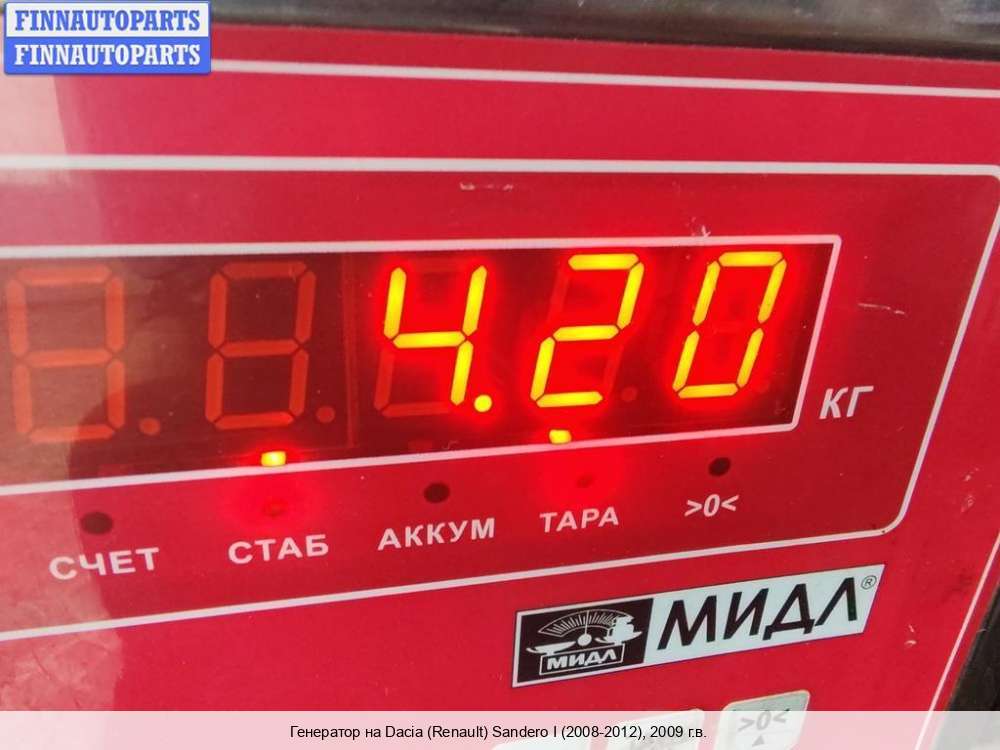 FINNAUTOPARTS
FINNAUTOPARTS
4.20
КГ
СЧЕТ СТАБ АККУМ ТАРА >0<
МИДЛ МИДЛ®
>0<
Генератор на Dacia (Renault) Sandero I (2008-2012), 2009 г.в.